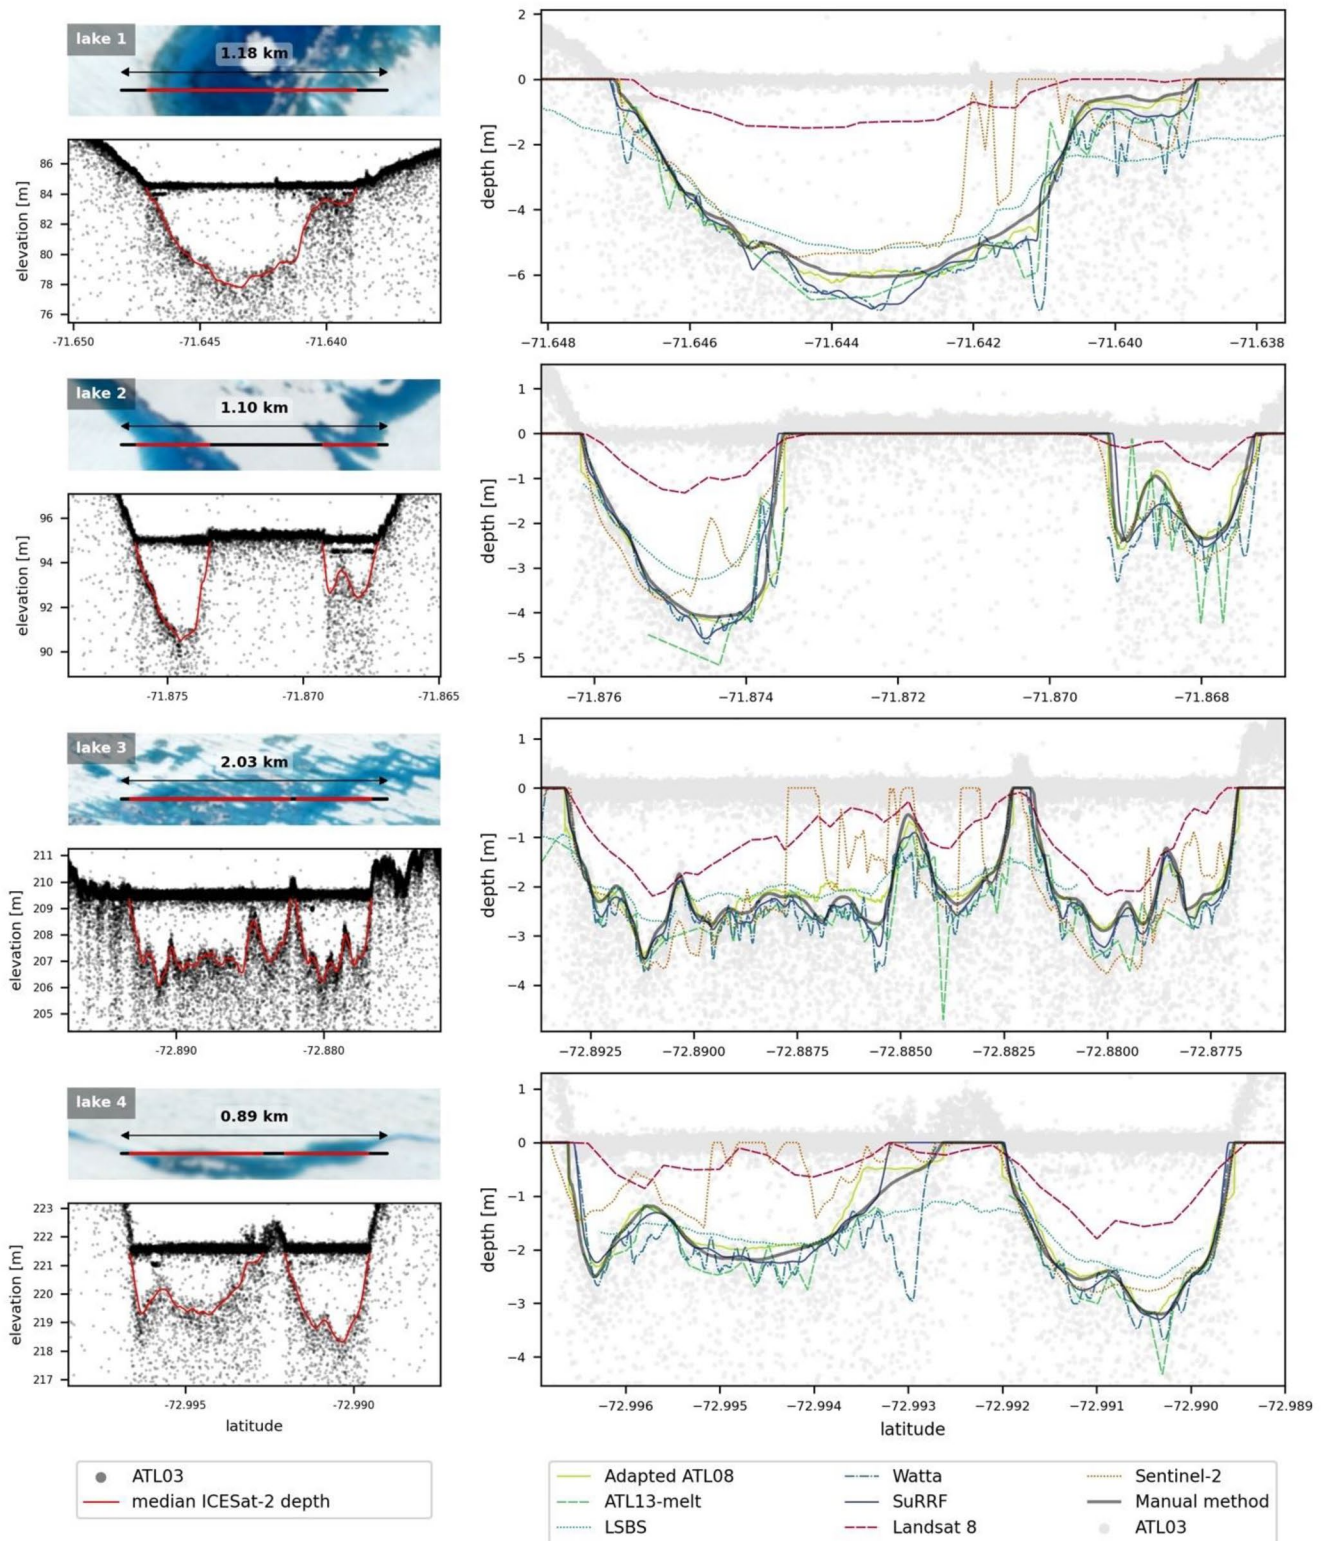 lake 1
1.18 km
elevation [m]
86
84
82
80
78
76
-71.650
-71.645
-71.640
depth [m]
2
0
−2
−4
−6
−71.648
−71.646
−71.644
−71.642
−71.640
−71.638
lake 2
1.10 km
elevation [m]
96
94
92
90
-71.875
-71.870
-71.865
depth [m]
1
0
−1
−2
−3
−4
−5
−71.876
−71.874
−71.872
−71.870
−71.868
lake 3
2.03 km
elevation [m]
211
210
209
208
207
206
205
-72.890
-72.880
depth [m]
1
0
−1
−2
−3
−4
−72.8925
−72.8900
−72.8875
−72.8850
−72.8825
−72.8800
−72.8775
lake 4
0.89 km
elevation [m]
223
222
221
220
219
218
217
-72.995
-72.990
latitude
depth [m]
1
0
−1
−2
−3
−4
−72.996
−72.995
−72.994
−72.993
−72.992
−72.991
−72.990
−72.989
latitude
ATL03
median ICESat-2 depth
Adapted ATL08
ATL13-melt
LSBS
Watta
SuRRF
Landsat 8
Sentinel-2
Manual method
ATL03